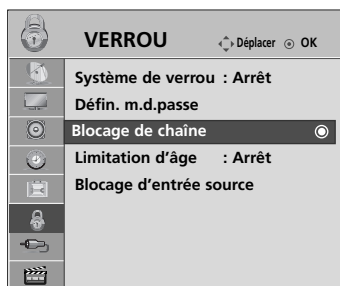 VERROU Déplacer OK
Système de verrou : Arrêt
Défin. m.d.passe
Blocage de chaîne
Limitation d'âge : Arrêt
Blocage d'entrée source